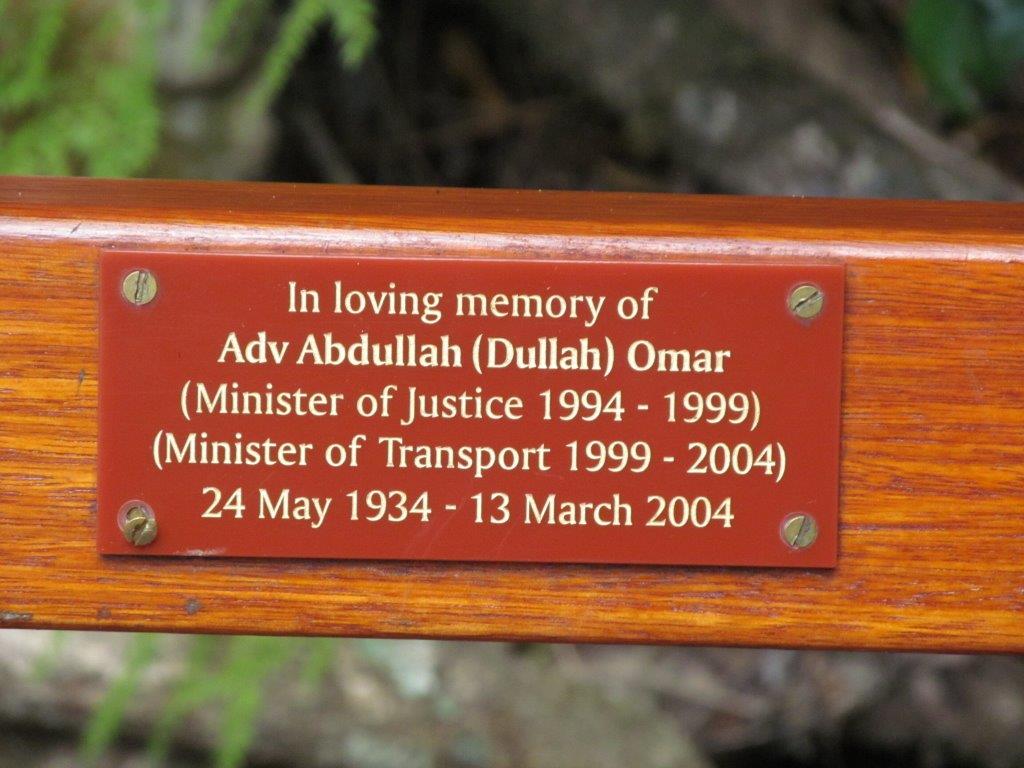 In loving memory of
Adv Abdullah (Dullah) Omar
(Minister of Justice 1994 - 1999)
(Minister of Transport 1999 - 2004)
24 May 1934 - 13 March 2004